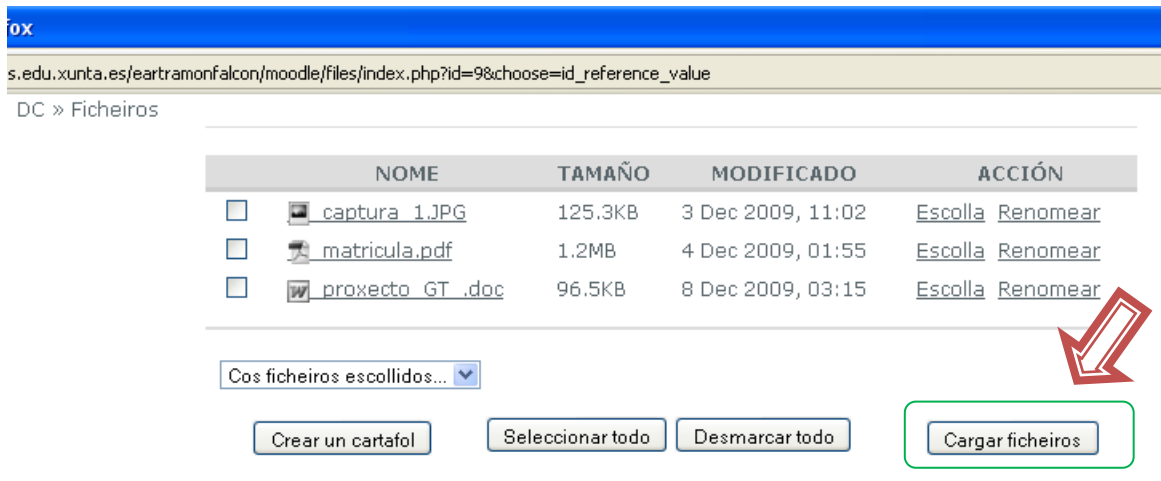 fox
s.edu.xunta.es/eartramonfalcon/moodle/files/index.php?id=9&choose=id_reference_value
DC » Ficheiros
NOME TAMAÑO MODIFICADO ACCIÓN
captura_1.JPG 125.3KB 3 Dec 2009, 11:02 Escolla Renomear
matricula.pdf 1.2MB 4 Dec 2009, 01:55 Escolla Renomear
proxecto_GT_.doc 96.5KB 8 Dec 2009, 03:15 Escolla Renomear
Cos ficheiros escollidos...
Crear un cartafol Seleccionar todo Desmarcar todo Cargar ficheiros